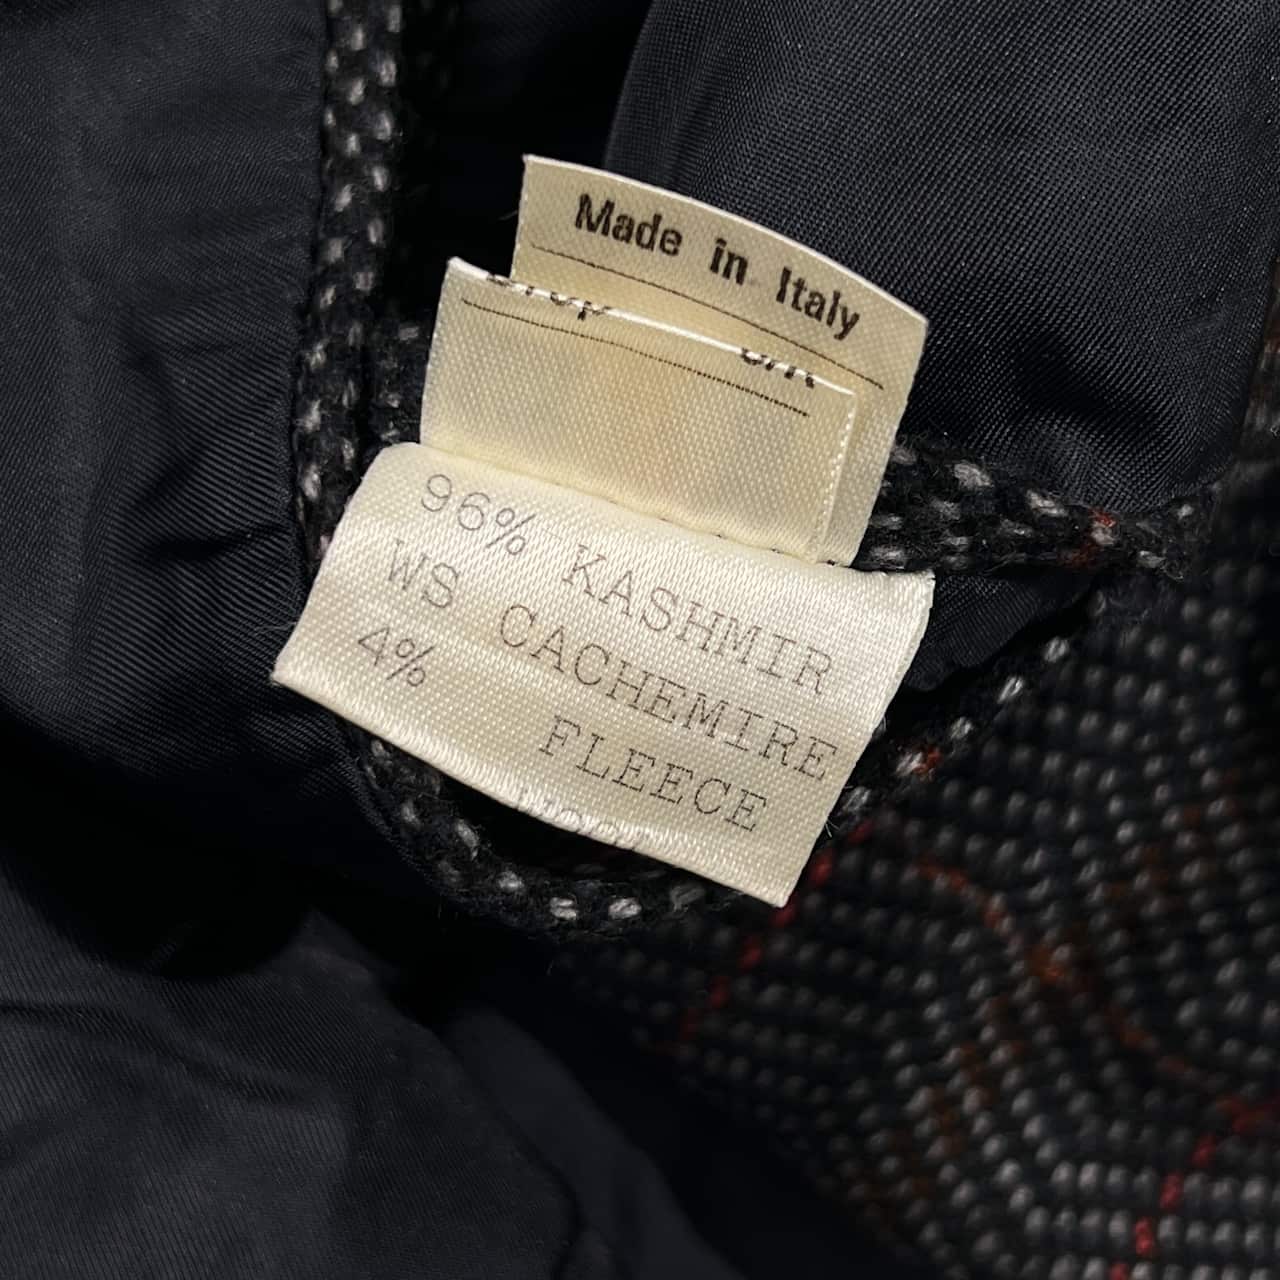 Made in Italy
96% KASHMIR
WS CACHEMIRE
4% FLEECE